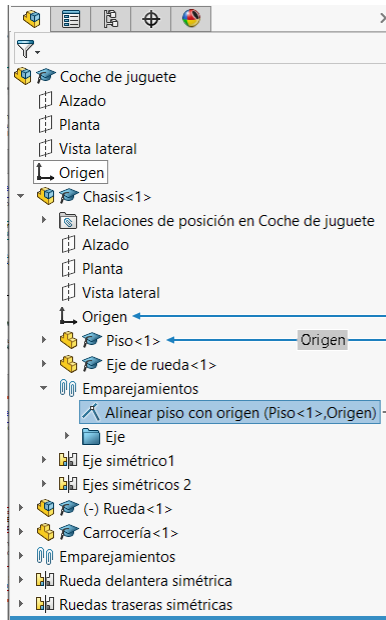 Coche de juguete
Alzado
Planta
Vista lateral
Origen
Chasis<1>
Relaciones de posición en Coche de juguete
Alzado
Planta
Vista lateral
Origen
Piso<1> Origen
Eje de rueda<1>
Emparejamientos
Alinear piso con origen (Piso<1>,Origen)
Eje
Eje simétrico1
Ejes simétricos 2
(-) Rueda<1>
Carrocería<1>
Emparejamientos
Rueda delantera simétrica
Ruedas traseras simétricas